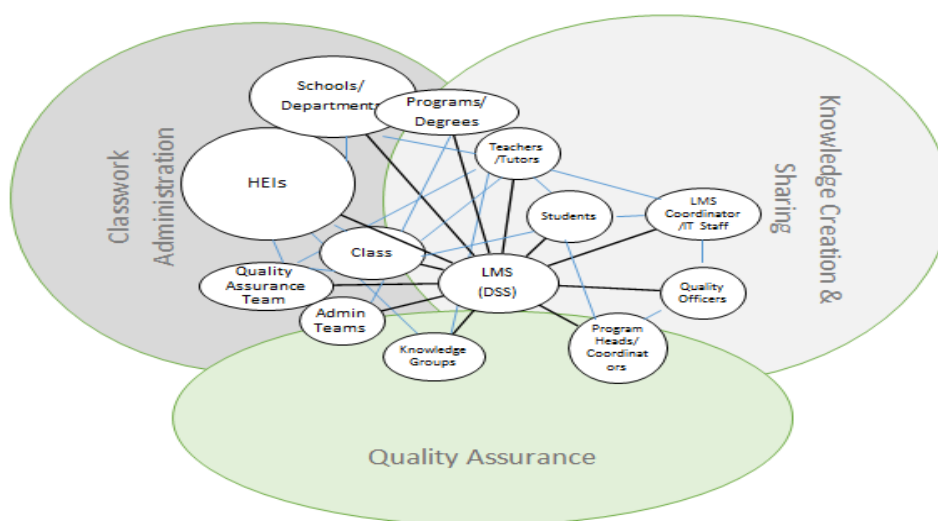 Schools/
Departments
Programs/
Degrees
Teachers
/Tutors
HEIs
Students
LMS
Coordinator
/IT Staff
Class
LMS
(DSS)
Quality
Assurance
Team
Admin
Teams
Quality
Officers
Knowledge
Groups
Program
Heads/
Coordinat
ors
Classwork
Administration
Knowledge Creation &
Sharing
Quality Assurance